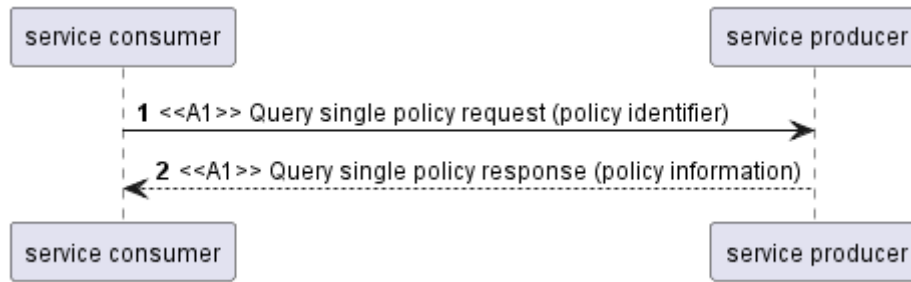 service consumer
service producer
1 <<A1>> Query single policy request (policy identifier)
2 <<A1>> Query single policy response (policy information)
service consumer
service producer